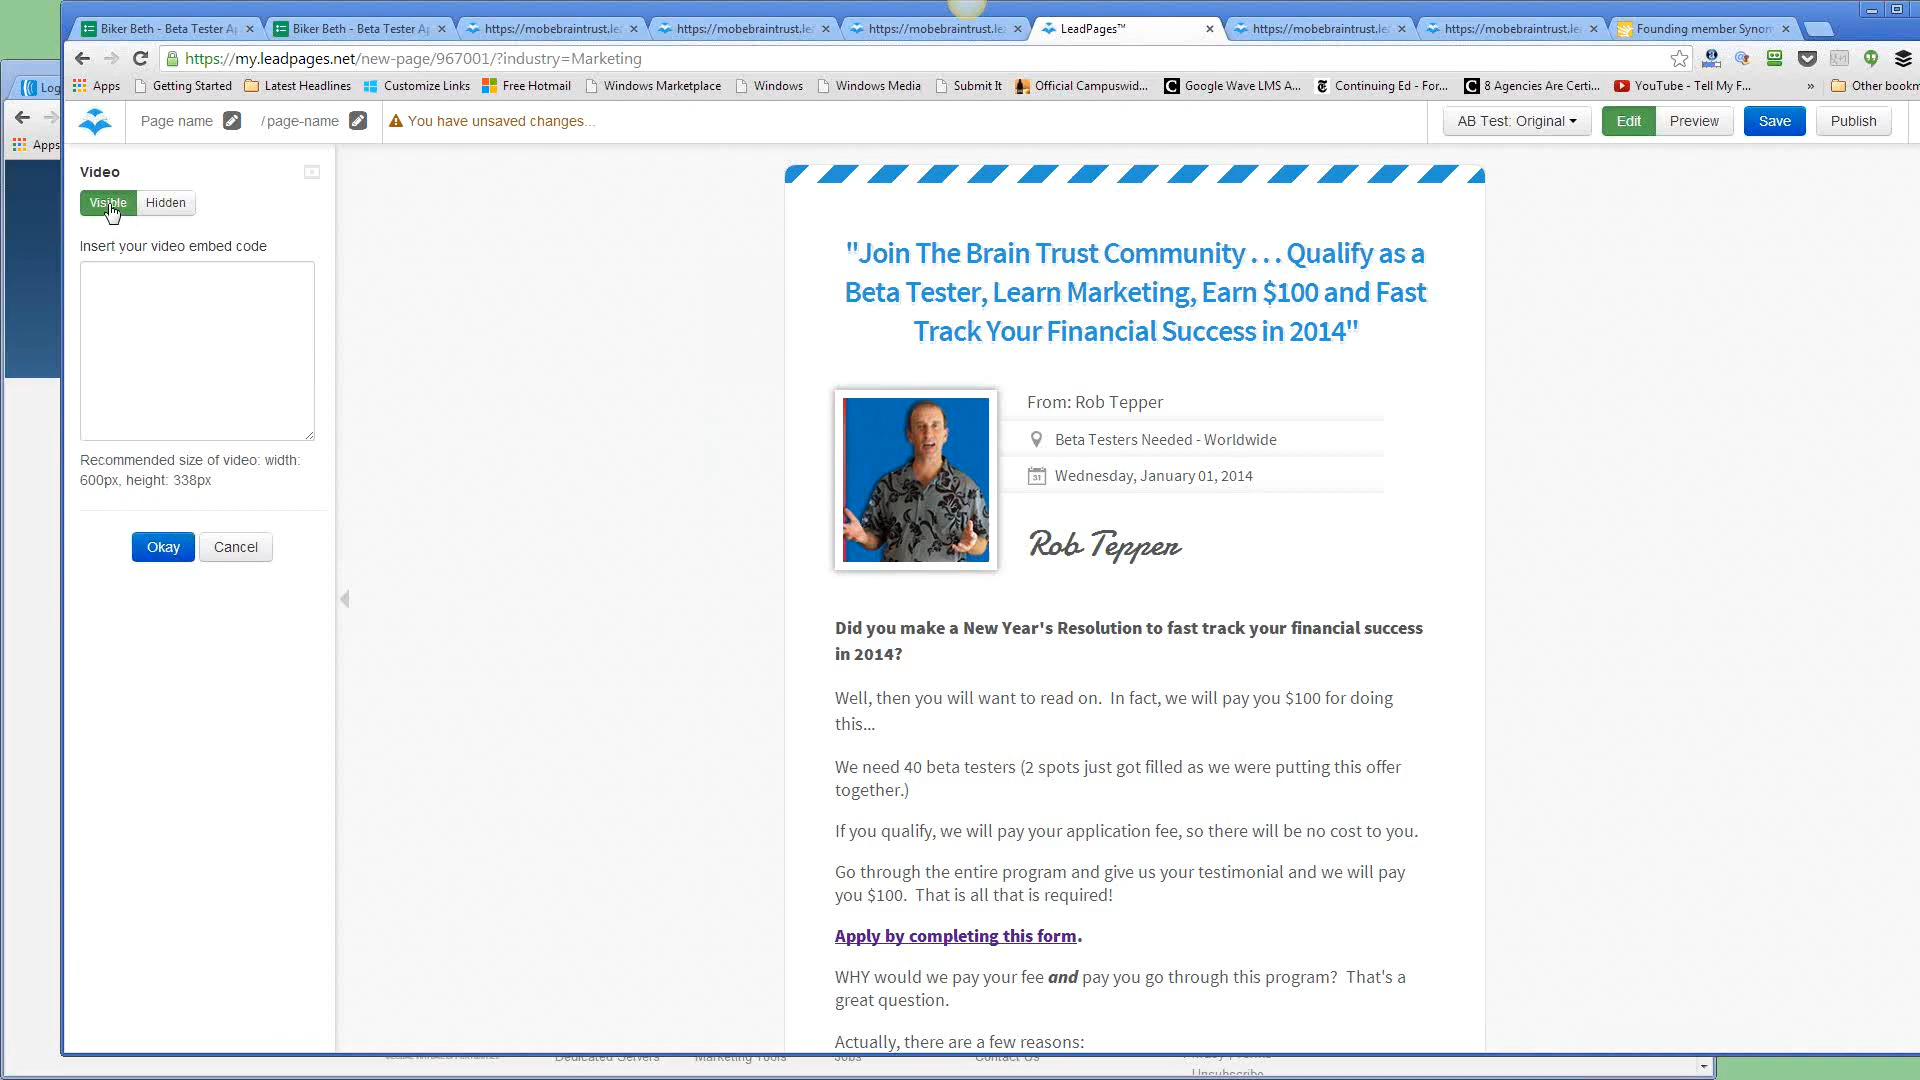 Biker Beth - Beta Tester Ap
Biker Beth - Beta Tester Ap
https://mobebraintrust.le
https://mobebraintrust.le
https://mobebraintrust.le
LeadPages™
https://mobebraintrust.le
https://mobebraintrust.le
Founding member Synon
https://my.leadpages.net/new-page/967001/?industry=Marketing
Apps
Getting Started
Latest Headlines
Customize Links
Free Hotmail
Windows Marketplace
Windows
Windows Media
Submit It
Official Campuswid...
Google Wave LMS A...
Continuing Ed - For...
8 Agencies Are Certi...
YouTube - Tell My F...
»
Other bookm
Log
Apps
Page name
/page-name
You have unsaved changes...
AB Test: Original
Edit
Preview
Save
Publish
Video
Visible
Hidden
Insert your video embed code
Recommended size of video: width:
600px, height: 338px
Okay
Cancel
"Join The Brain Trust Community . . . Qualify as a
Beta Tester, Learn Marketing, Earn $100 and Fast
Track Your Financial Success in 2014"
From: Rob Tepper
Beta Testers Needed - Worldwide
31
Wednesday, January 01, 2014
Rob Tepper
Did you make a New Year's Resolution to fast track your financial success
in 2014?
Well, then you will want to read on.  In fact, we will pay you $100 for doing
this...
We need 40 beta testers (2 spots just got filled as we were putting this offer
together.)
If you qualify, we will pay your application fee, so there will be no cost to you.
Go through the entire program and give us your testimonial and we will pay
you $100.  That is all that is required!
Apply by completing this form.
WHY would we pay your fee and pay you go through this program?  That's a
great question.
Actually, there are a few reasons:
Dedicated Servers
Marketing Tools
Jobs
Contact Us
Unsubscribe